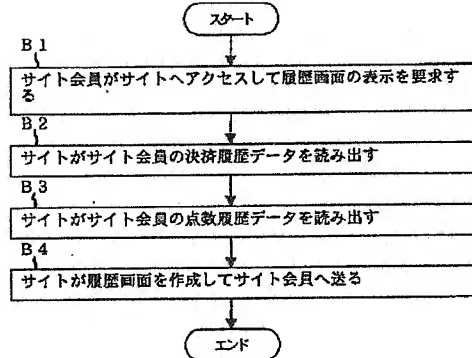 スタート
B1
サイト会員がサイトへアクセスして履歴画面の表示を要求す
る
B2
サイトがサイト会員の決済履歴データを読み出す
B3
サイトがサイト会員の点数履歴データを読み出す
B4
サイトが履歴画面を作成してサイト会員へ送る
エンド